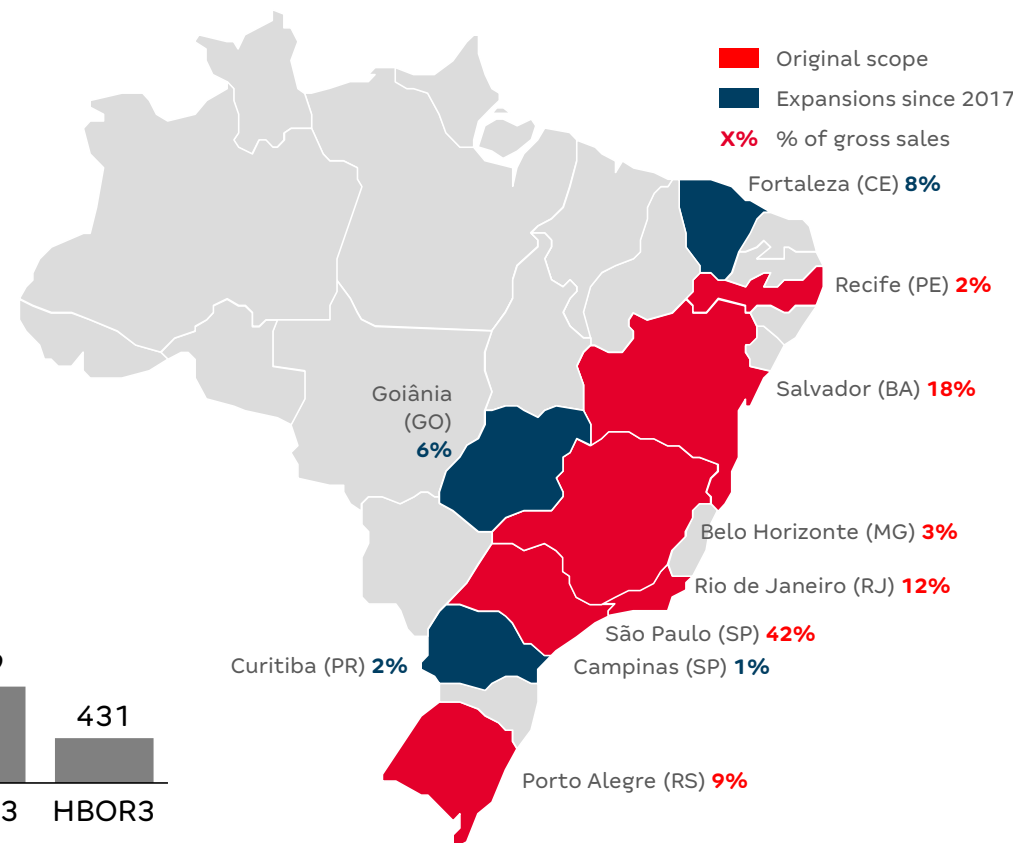 Original scope
Expansions since 2017
X% % of gross sales
Fortaleza (CE) 8%
Recife (PE) 2%
Goiânia
(GO)
6%
Salvador (BA) 18%
Belo Horizonte (MG) 3%
Rio de Janeiro (RJ) 12%
São Paulo (SP) 42%
Curitiba (PR) 2%
Campinas (SP) 1%
431
Porto Alegre (RS) 9%
3 HBOR3